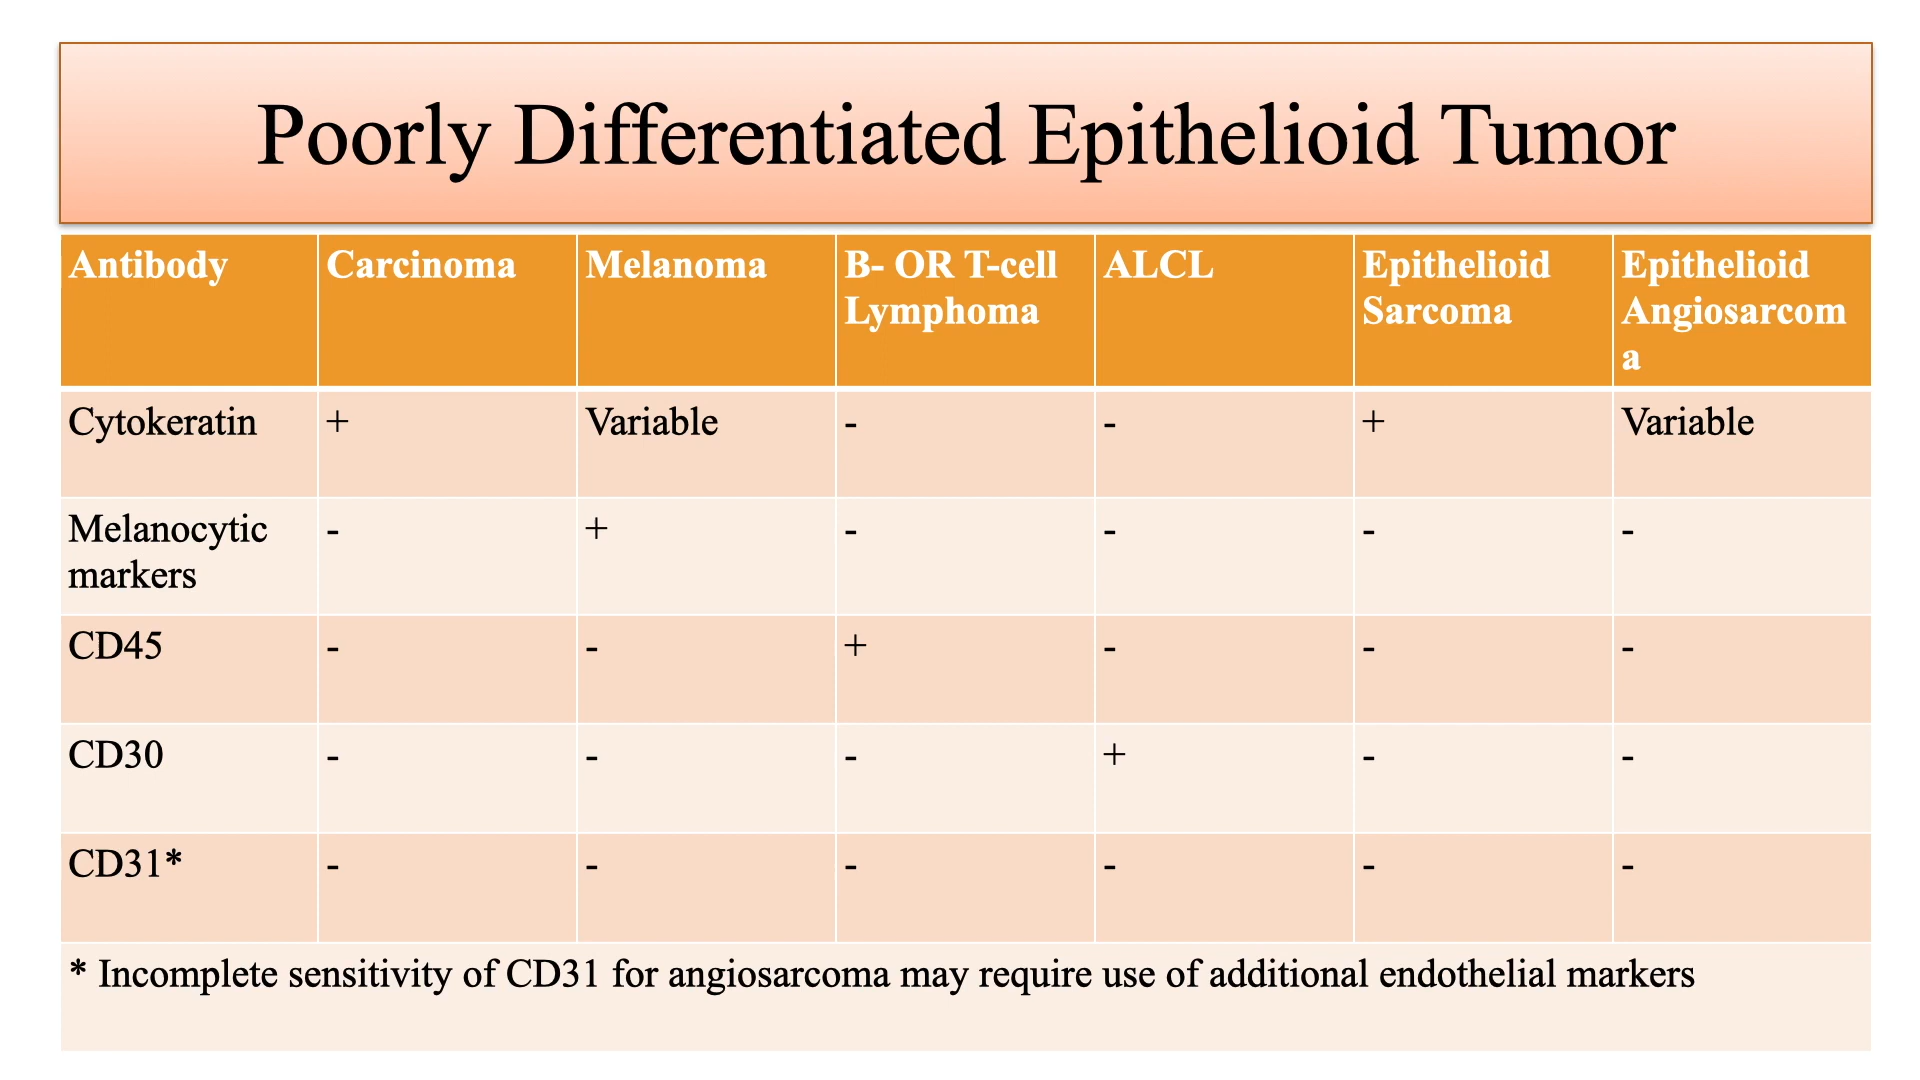 Poorly Differentiated Epithelioid Tumor
Antibody Carcinoma Melanoma B- OR T-cell Lymphoma ALCL Epithelioid Sarcoma Epithelioid Angiosarcoma
Cytokeratin + Variable - - + Variable
Melanocytic markers - + - - - -
CD45 - - + - - -
CD30 - - - + - -
CD31* - - - - - -
* Incomplete sensitivity of CD31 for angiosarcoma may require use of additional endothelial markers